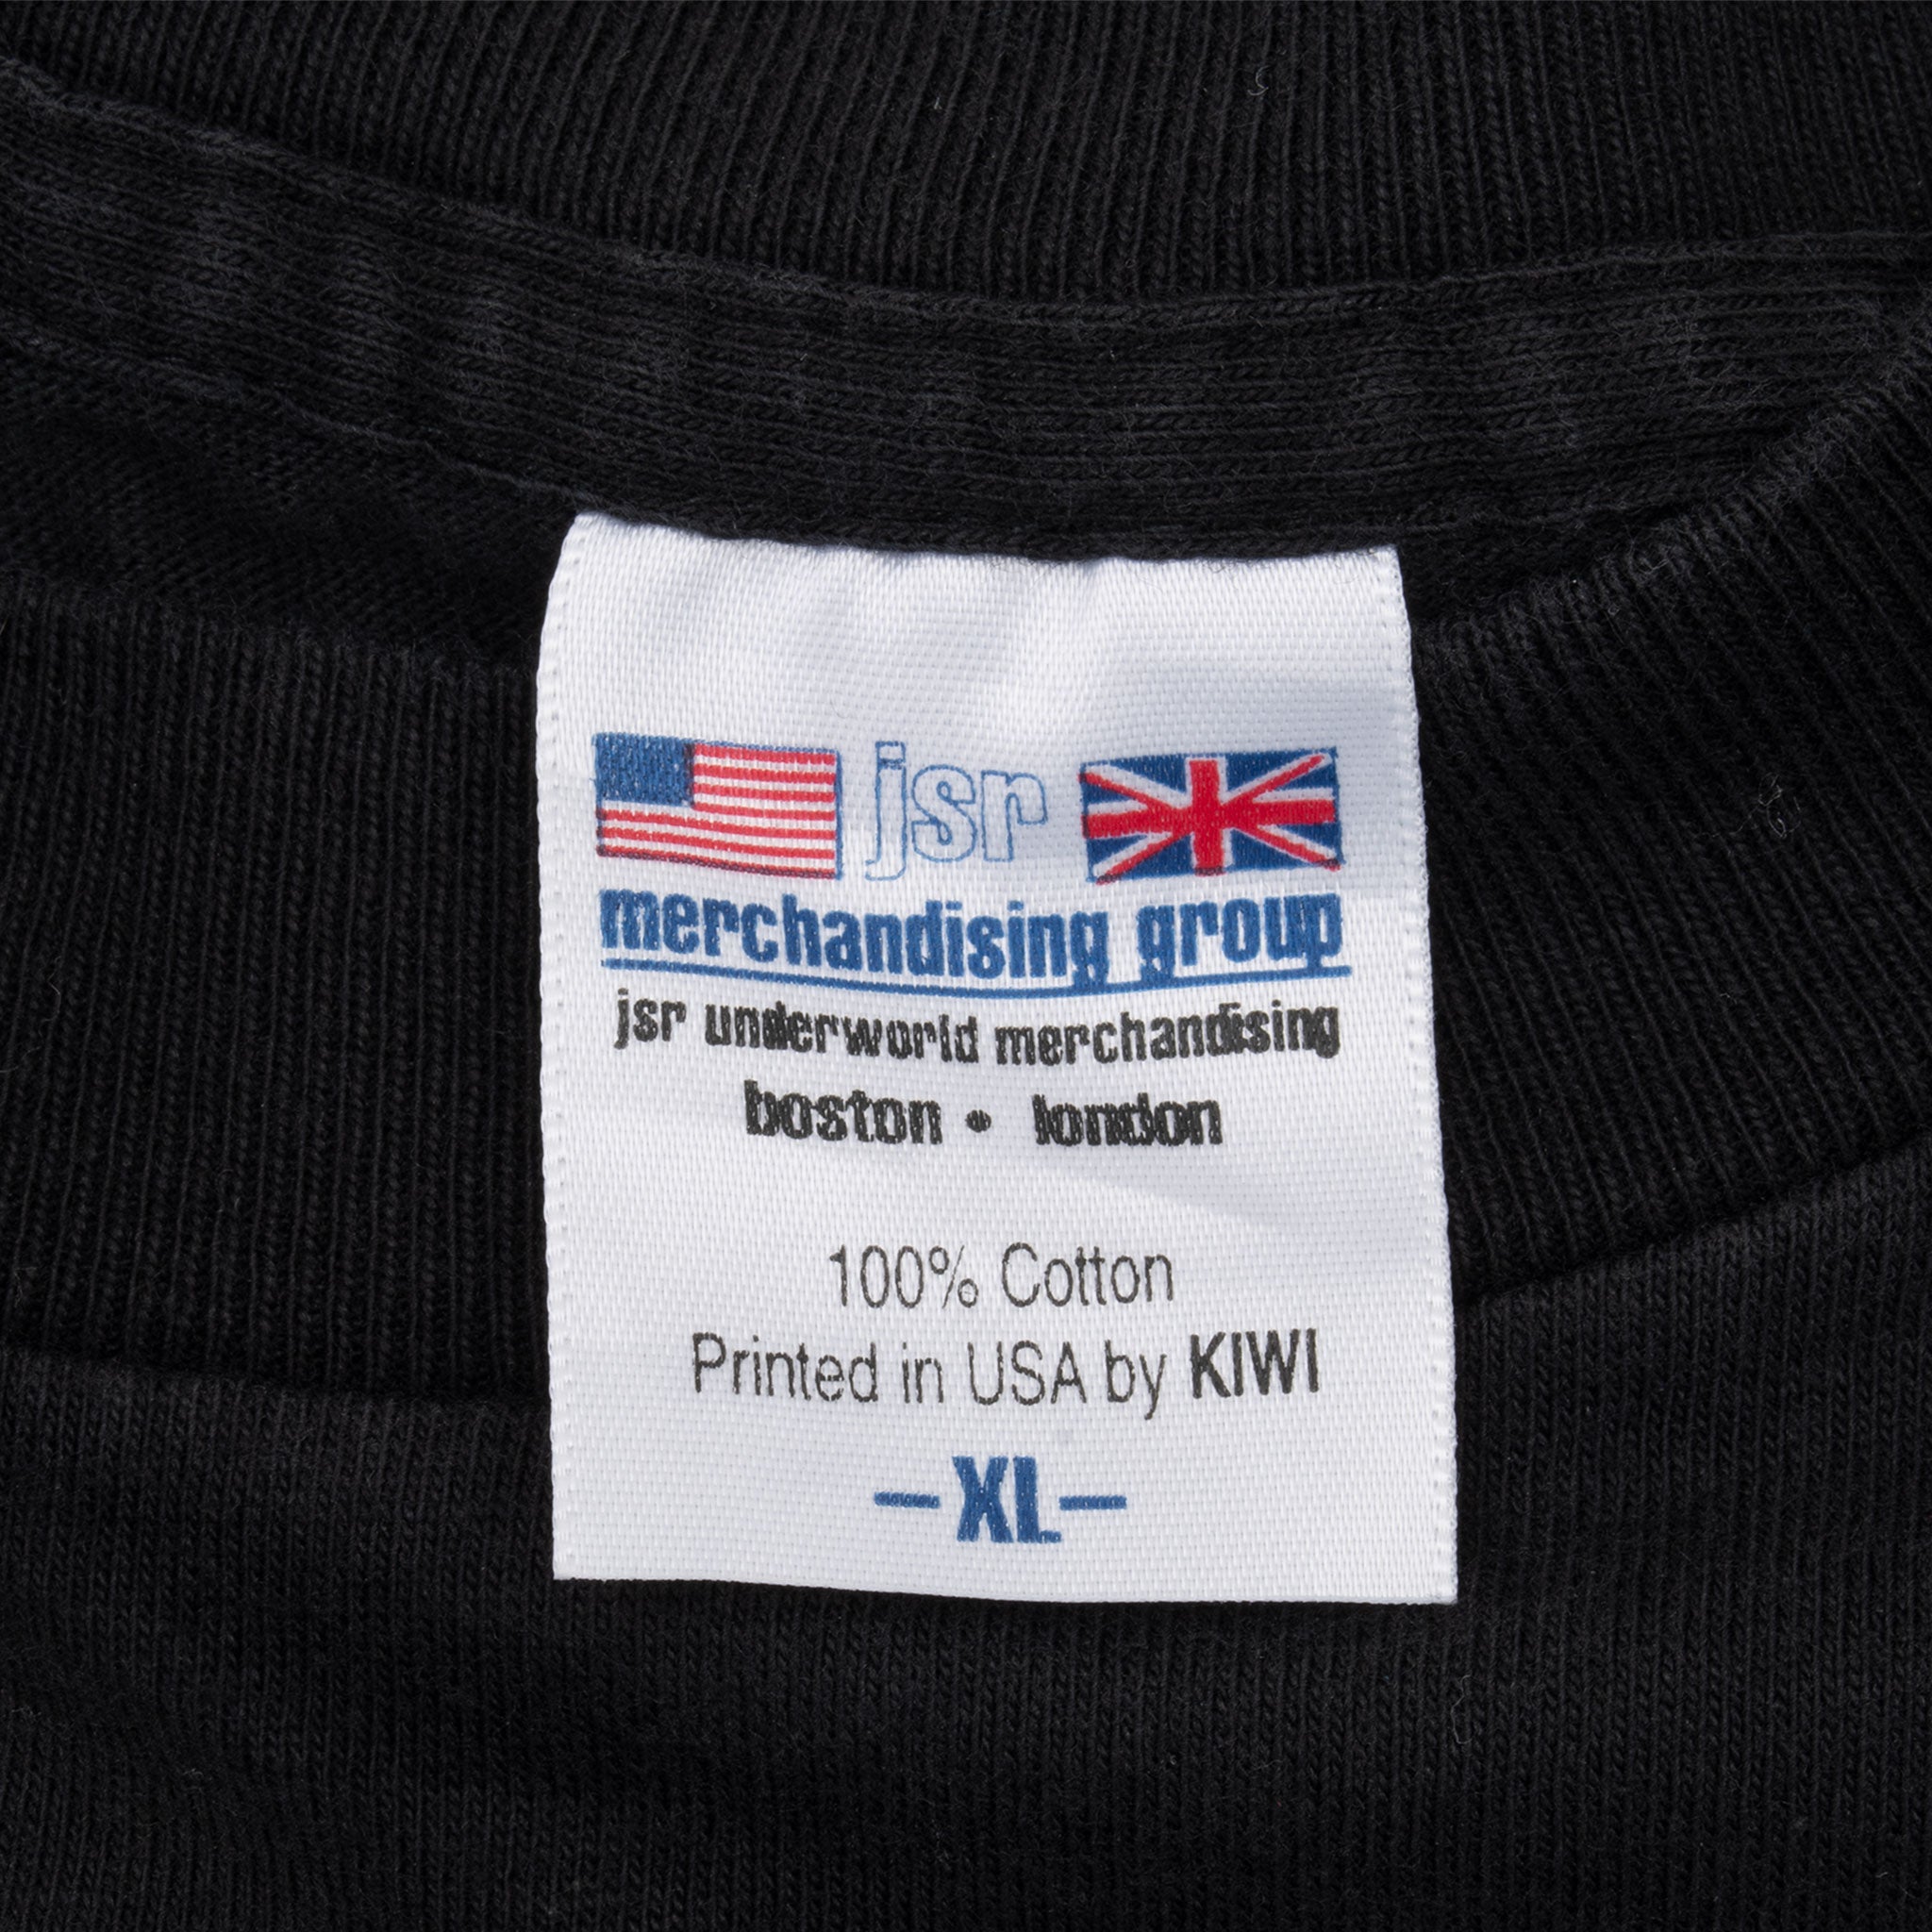 jsr
merchandising group
jsr underworld merchandising
boston • london
100% Cotton
Printed in USA by KIWI
-XL-